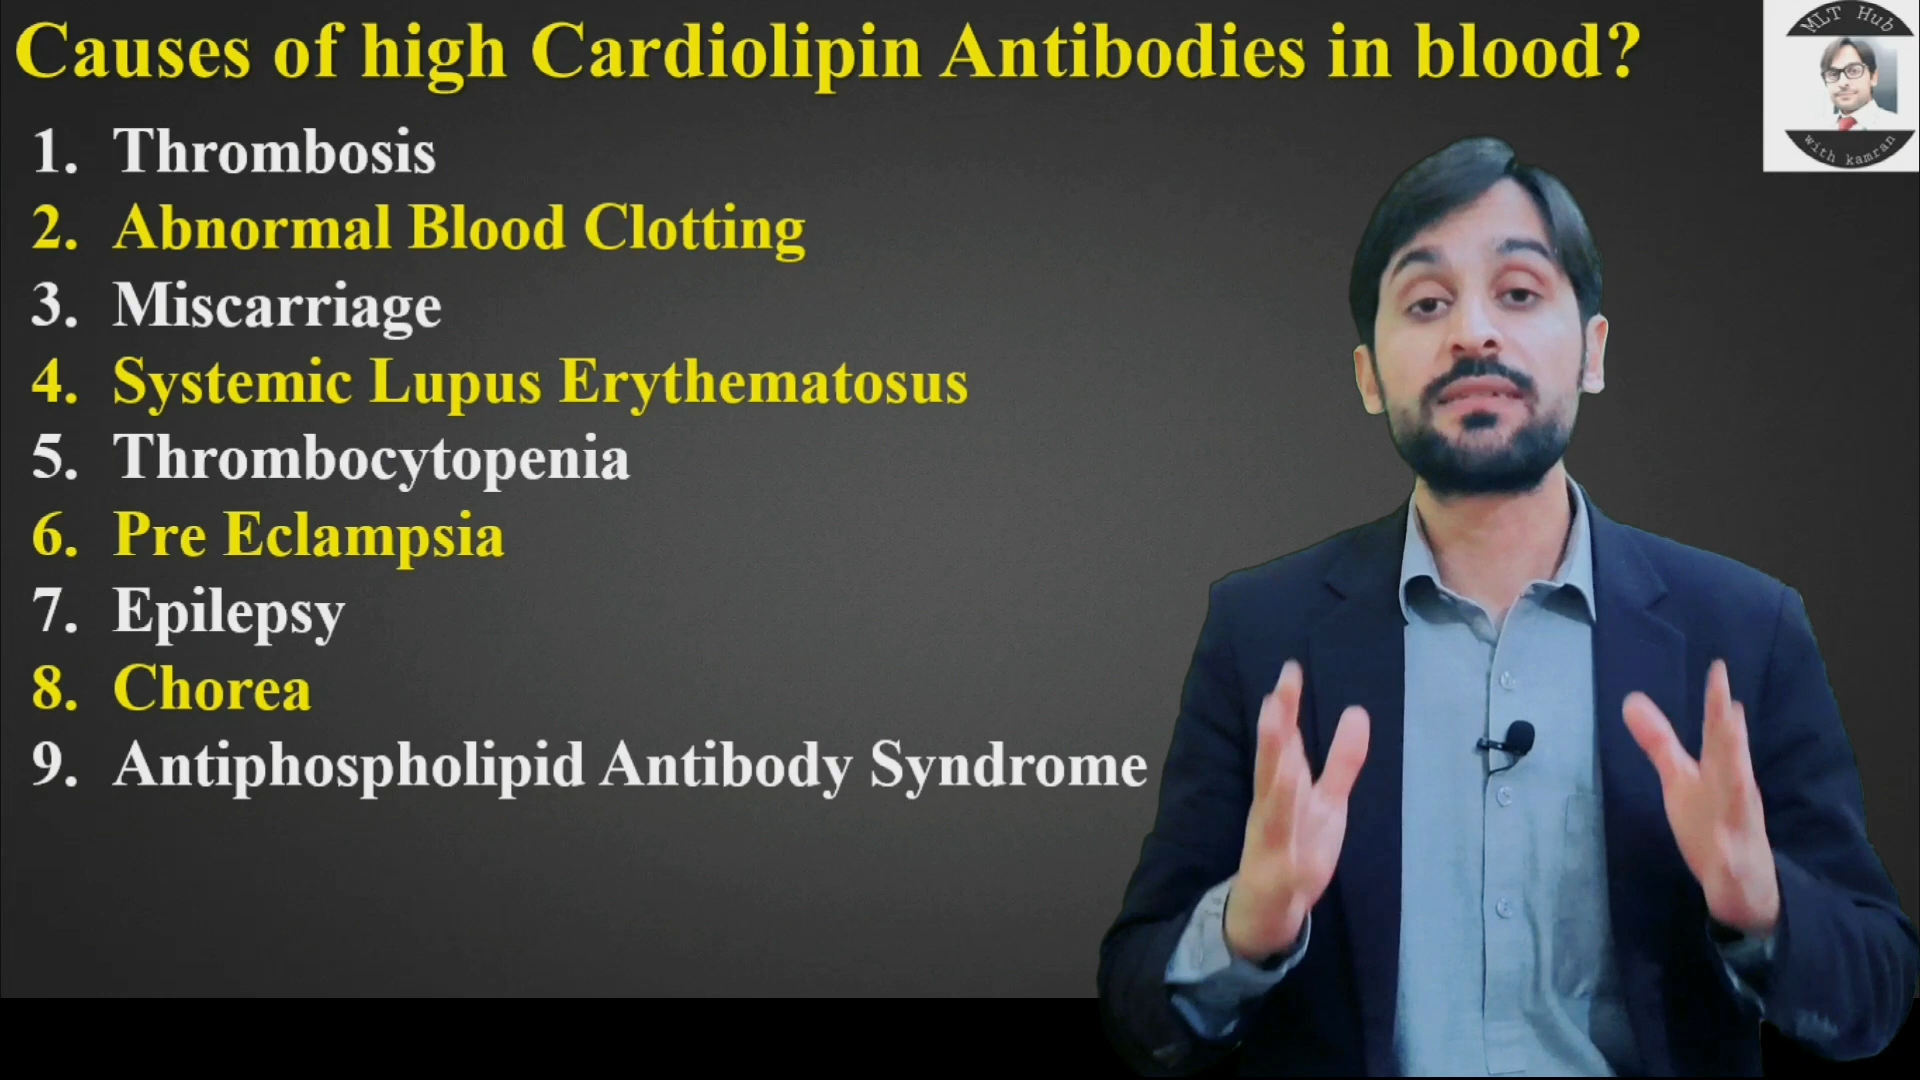 Causes of high Cardiolipin Antibodies in blood?
MLT Hub
with kamran
1. Thrombosis
2. Abnormal Blood Clotting
3. Miscarriage
4. Systemic Lupus Erythematosus
5. Thrombocytopenia
6. Pre Eclampsia
7. Epilepsy
8. Chorea
9. Antiphospholipid Antibody Syndrome